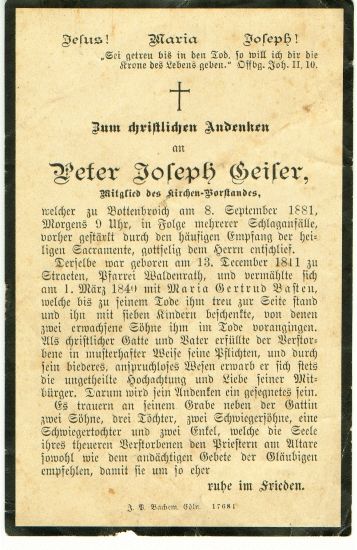 Jesus! Maria Joseph!
„Sei getreu bis in den Tod, so will ich dir die
Krone des Lebens geben.“ Offbg. Joh. II, 10.
Zum christlichen Andenken
an
Peter Joseph Geiser,
Mitglied des Kirchen-Vorstandes,
welcher zu Bottenbroich am 8. September 1881,
Morgens 9 Uhr, in Folge mehrerer Schlaganfälle,
vorher gestärkt durch den häufigen Empfang der hei-
ligen Sacramente, gottselig dem Herrn entschlief.
Derselbe war geboren am 13. December 1811 zu
Straeten, Pfarrei Waldenrath, und vermählte sich
am 1. März 1840 mit Maria Gertrud Vasten,
welche bis zu seinem Tode ihm treu zur Seite stand
und ihn mit sieben Kindern beschenkte, von denen
zwei erwachsene Söhne ihm im Tode vorangingen.
Als christlicher Gatte und Vater erfüllte der Verstor-
bene in musterhafter Weise seine Pflichten, und durch
sein biederes, anspruchloses Wesen erwarb er sich stets
die ungetheilte Hochachtung und Liebe seiner Mit-
bürger. Darum wird sein Andenken ein gesegnetes sein.
Es trauern an seinem Grabe neben der Gattin
zwei Söhne, drei Töchter, zwei Schwiegersöhne, eine
Schwiegertochter und zwei Enkel, welche die Seele
ihres theueren Verstorbenen den Priestern am Altare
sowohl wie dem andächtigen Gebete der Gläubigen
empfehlen, damit sie um so eher
ruhe im Frieden.
J. P. Bachem, Cöln. 17681